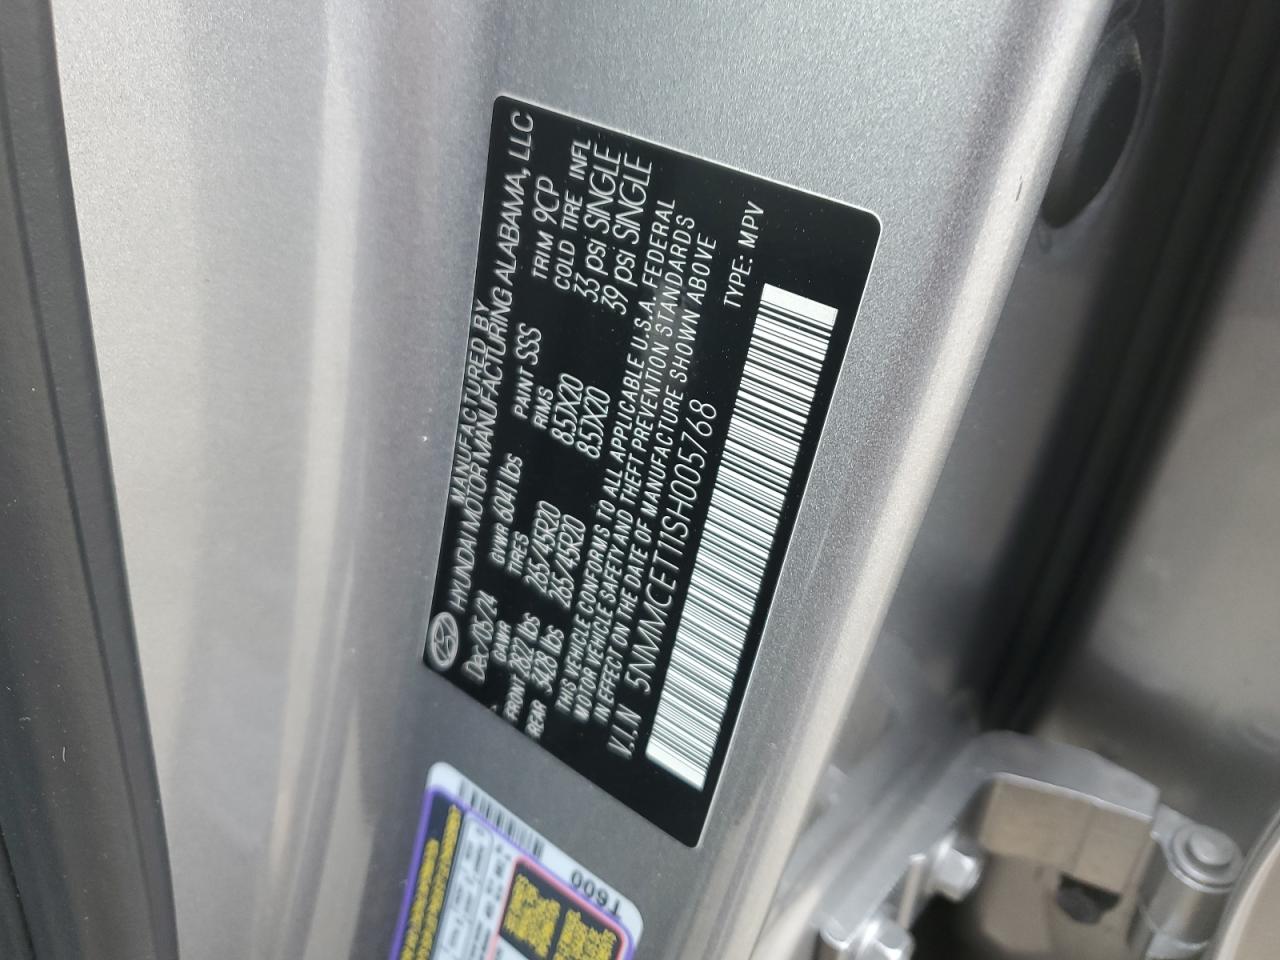 MANUFACTURED BY
HYUNDAI MOTOR MANUFACTURING ALABAMA, LLC
Dec/05/24 GVWR 6041 lbs PAINT SSS TRIM 9CP
GAWR TIRES RIMS COLD TIRE INFL
FRONT 2822 lbs 265/45R20 8.5JX20 33 psi SINGLE
REAR 3428 lbs 265/45R20 8.5JX20 39 psi SINGLE
THIS VEHICLE CONFORMS TO ALL APPLICABLE U.S.A. FEDERAL
MOTOR VEHICLE SAFETY AND THEFT PREVENTION STANDARDS
IN EFFECT ON THE DATE OF MANUFACTURE SHOWN ABOVE
V.I.N 5NMMCET11SH005768 TYPE: MPV
T600